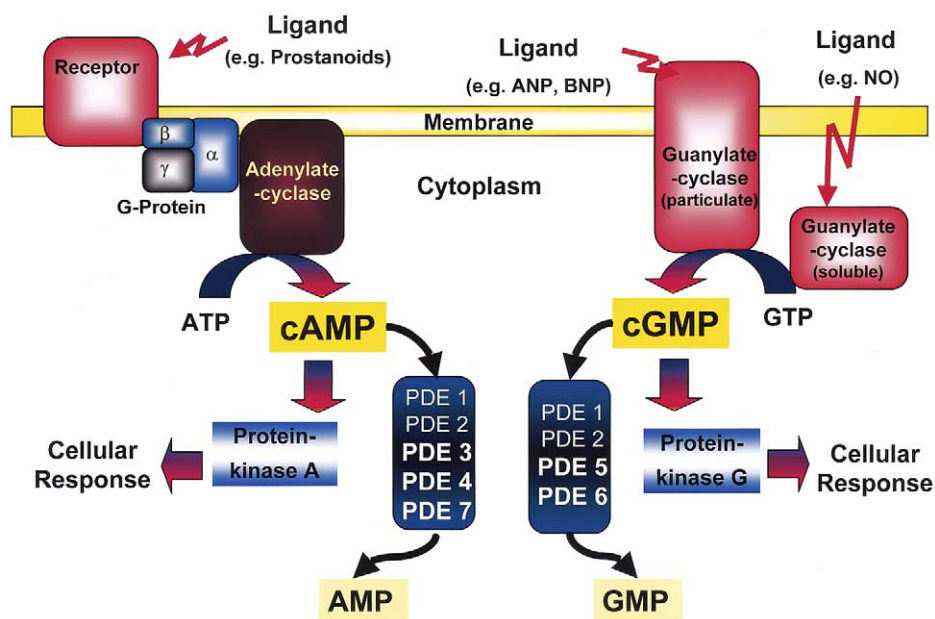 Ligand
(e.g. Prostanoids)
Receptor
Ligand
(e.g. ANP, BNP)
Ligand
(e.g. NO)
Membrane
β
γ
α
G-Protein
Adenylate
-cyclase
Cytoplasm
Guanylate
-cyclase
(particulate)
Guanylate
-cyclase
(soluble)
ATP
cAMP
cGMP
GTP
PDE 1
PDE 2
PDE 3
PDE 4
PDE 7
PDE 1
PDE 2
PDE 5
PDE 6
Cellular
Response
Protein-
kinase A
Protein-
kinase G
Cellular
Response
AMP
GMP